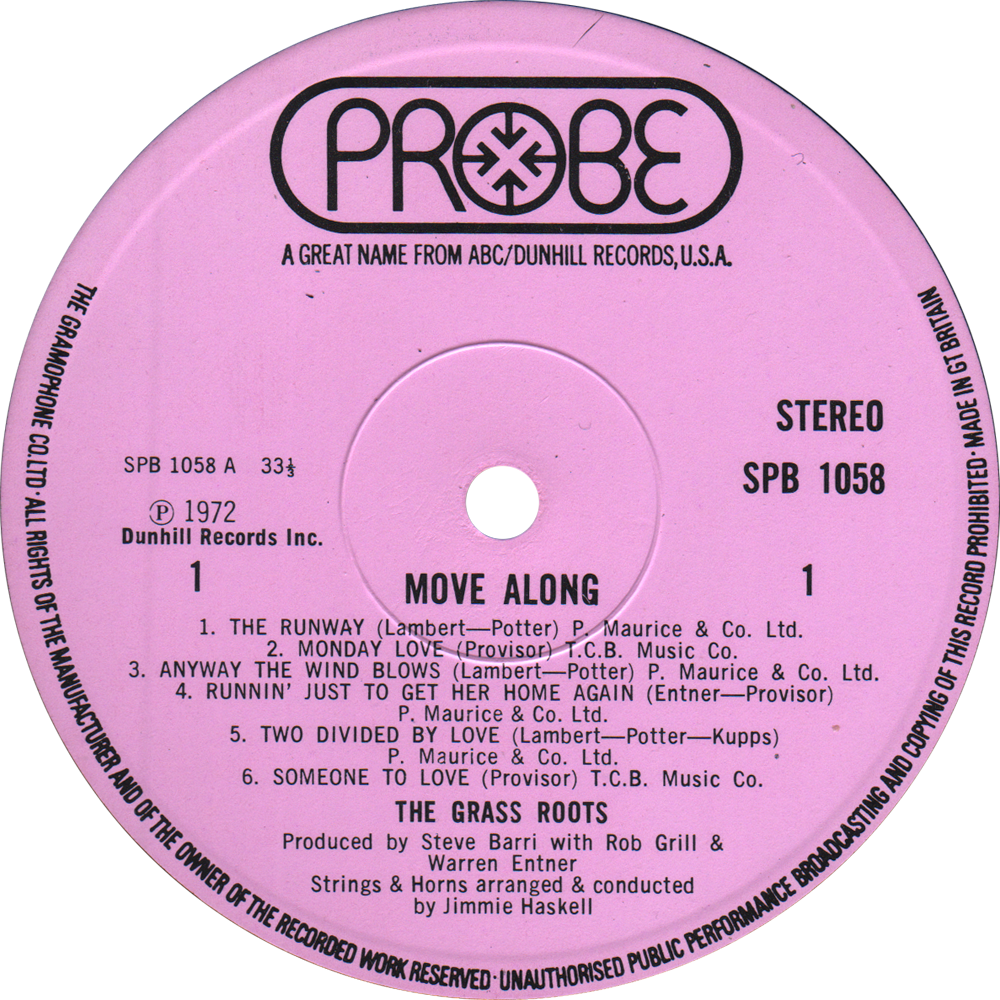 PROBE
A GREAT NAME FROM ABC/DUNHILL RECORDS, U.S.A.
THE GRAMOPHONE CO. LTD · ALL RIGHTS OF THE MANUFACTURER AND OF THE OWNER OF THE RECORDED WORK RESERVED · UNAUTHORISED PUBLIC PERFORMANCE BROADCASTING AND COPYING OF THIS RECORD PROHIBITED · MADE IN GT BRITAIN
STEREO
SPB 1058 A 33⅓
SPB 1058
Ⓟ 1972
Dunhill Records Inc.
1
1
MOVE ALONG
1. THE RUNWAY (Lambert—Potter) P. Maurice & Co. Ltd.
2. MONDAY LOVE (Provisor) T.C.B. Music Co.
3. ANYWAY THE WIND BLOWS (Lambert—Potter) P. Maurice & Co. Ltd.
4. RUNNIN' JUST TO GET HER HOME AGAIN (Entner—Provisor)
P. Maurice & Co. Ltd.
5. TWO DIVIDED BY LOVE (Lambert—Potter—Kupps)
P. Maurice & Co. Ltd.
6. SOMEONE TO LOVE (Provisor) T.C.B. Music Co.
THE GRASS ROOTS
Produced by Steve Barri with Rob Grill &
Warren Entner
Strings & Horns arranged & conducted
by Jimmie Haskell